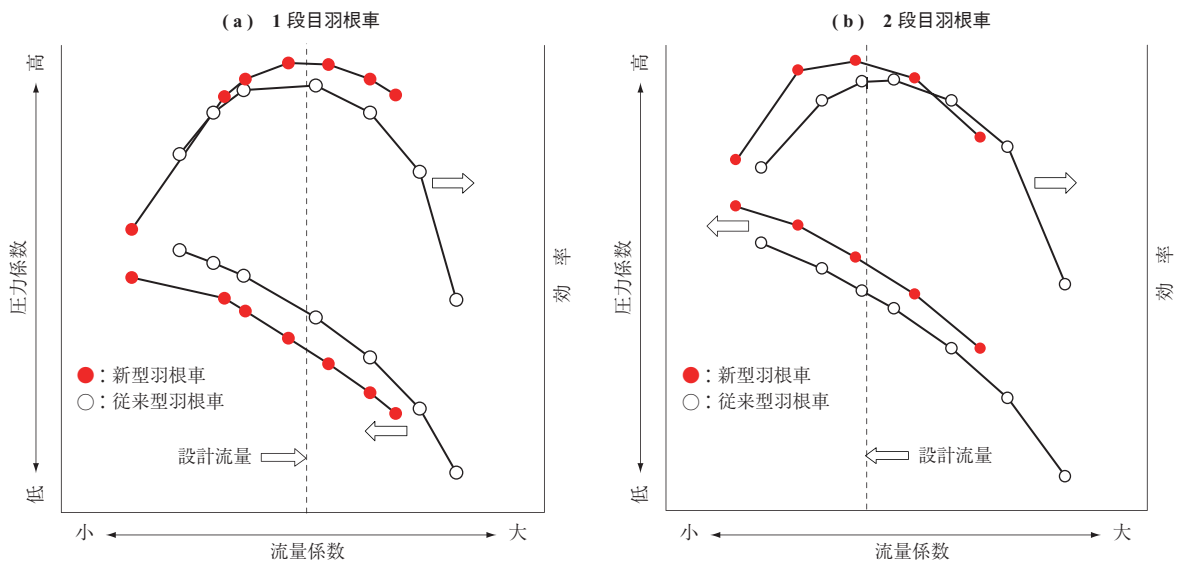 (a) 1段目羽根車
高
圧力係数
低
効率
●：新型羽根車
○：従来型羽根車
設計流量
小
大
流量係数
(b) 2段目羽根車
高
圧力係数
低
効率
●：新型羽根車
○：従来型羽根車
設計流量
小
大
流量係数